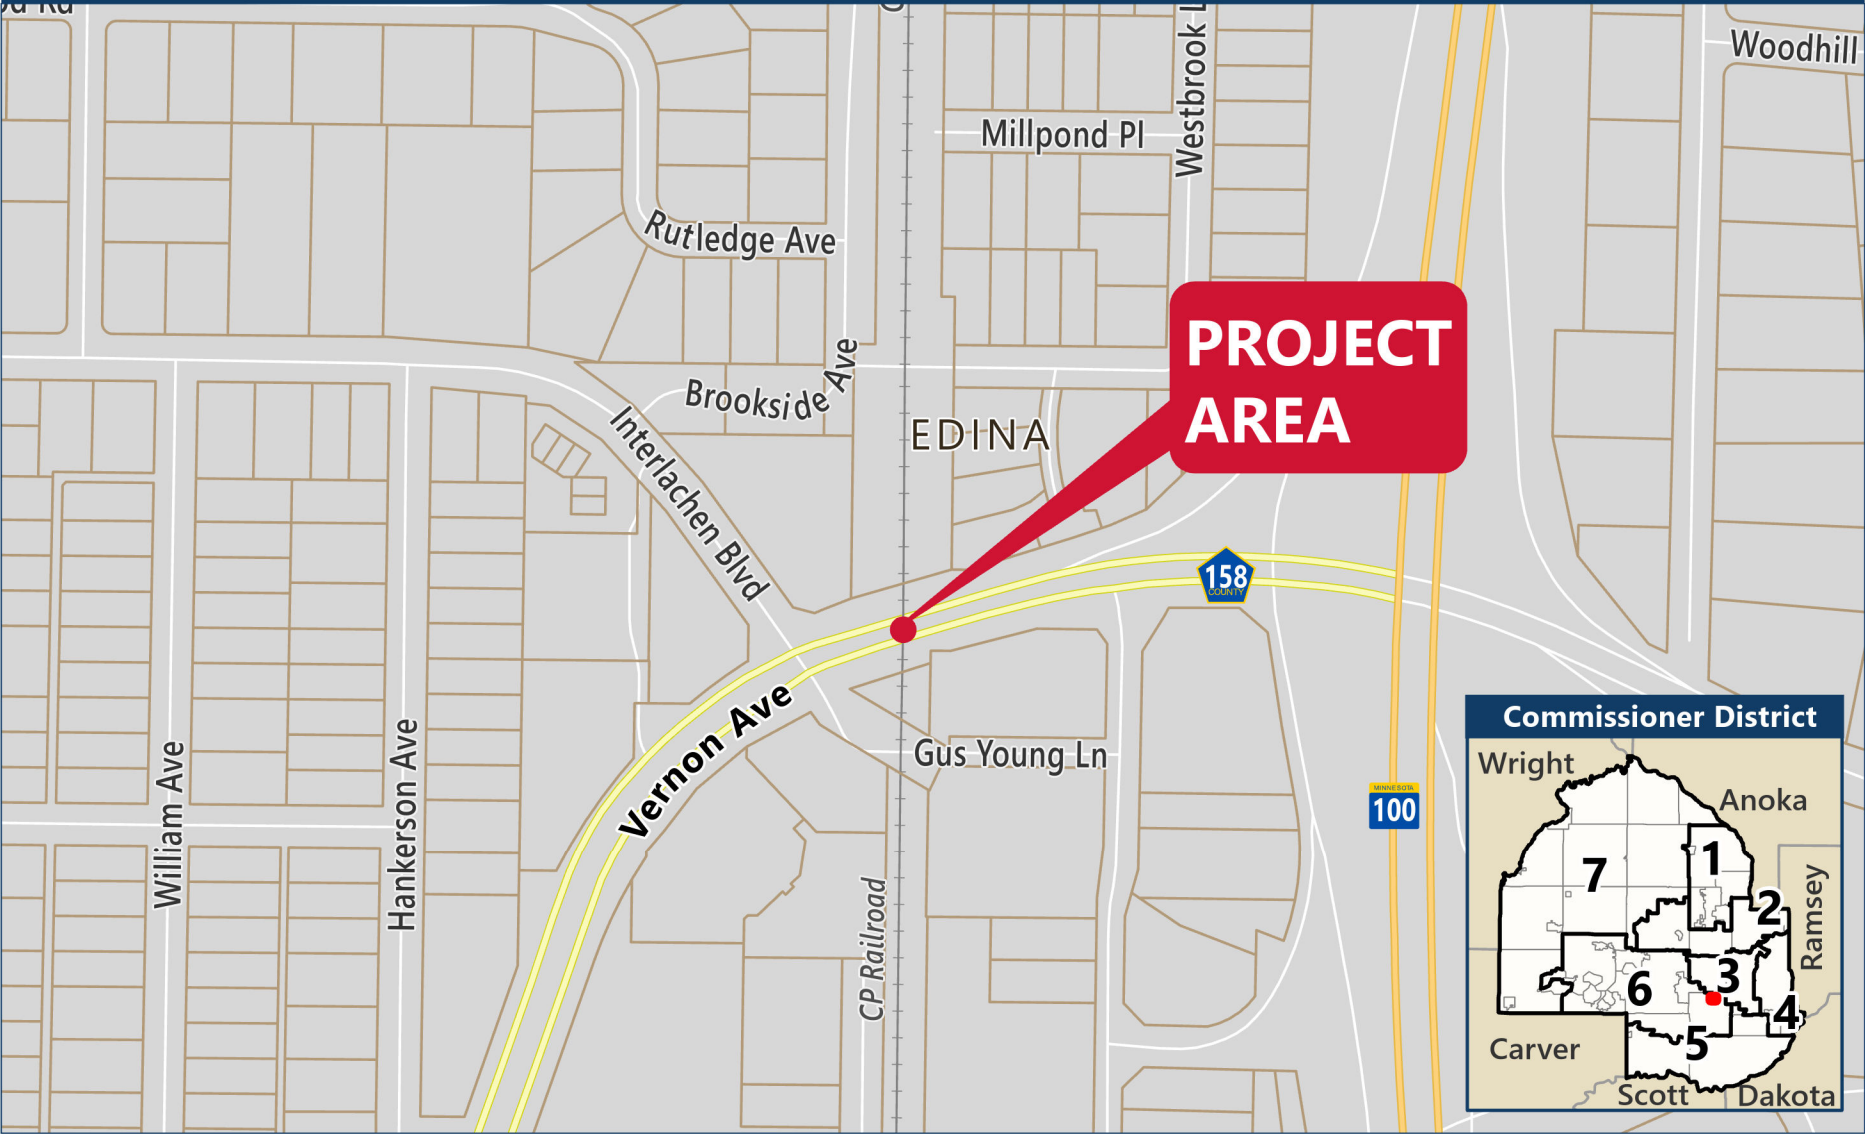 Woodhill
Westbrook L
Millpond Pl
Rutledge Ave
PROJECT
AREA
Brookside Ave
EDINA
Interlachen Blvd
158
COUNTY
Vernon Ave
Gus Young Ln
William Ave
Hankerson Ave
CP Railroad
MINNESOTA
100
Commissioner District
Wright
Anoka
Ramsey
1
7
2
3
6
4
5
Carver
Scott
Dakota